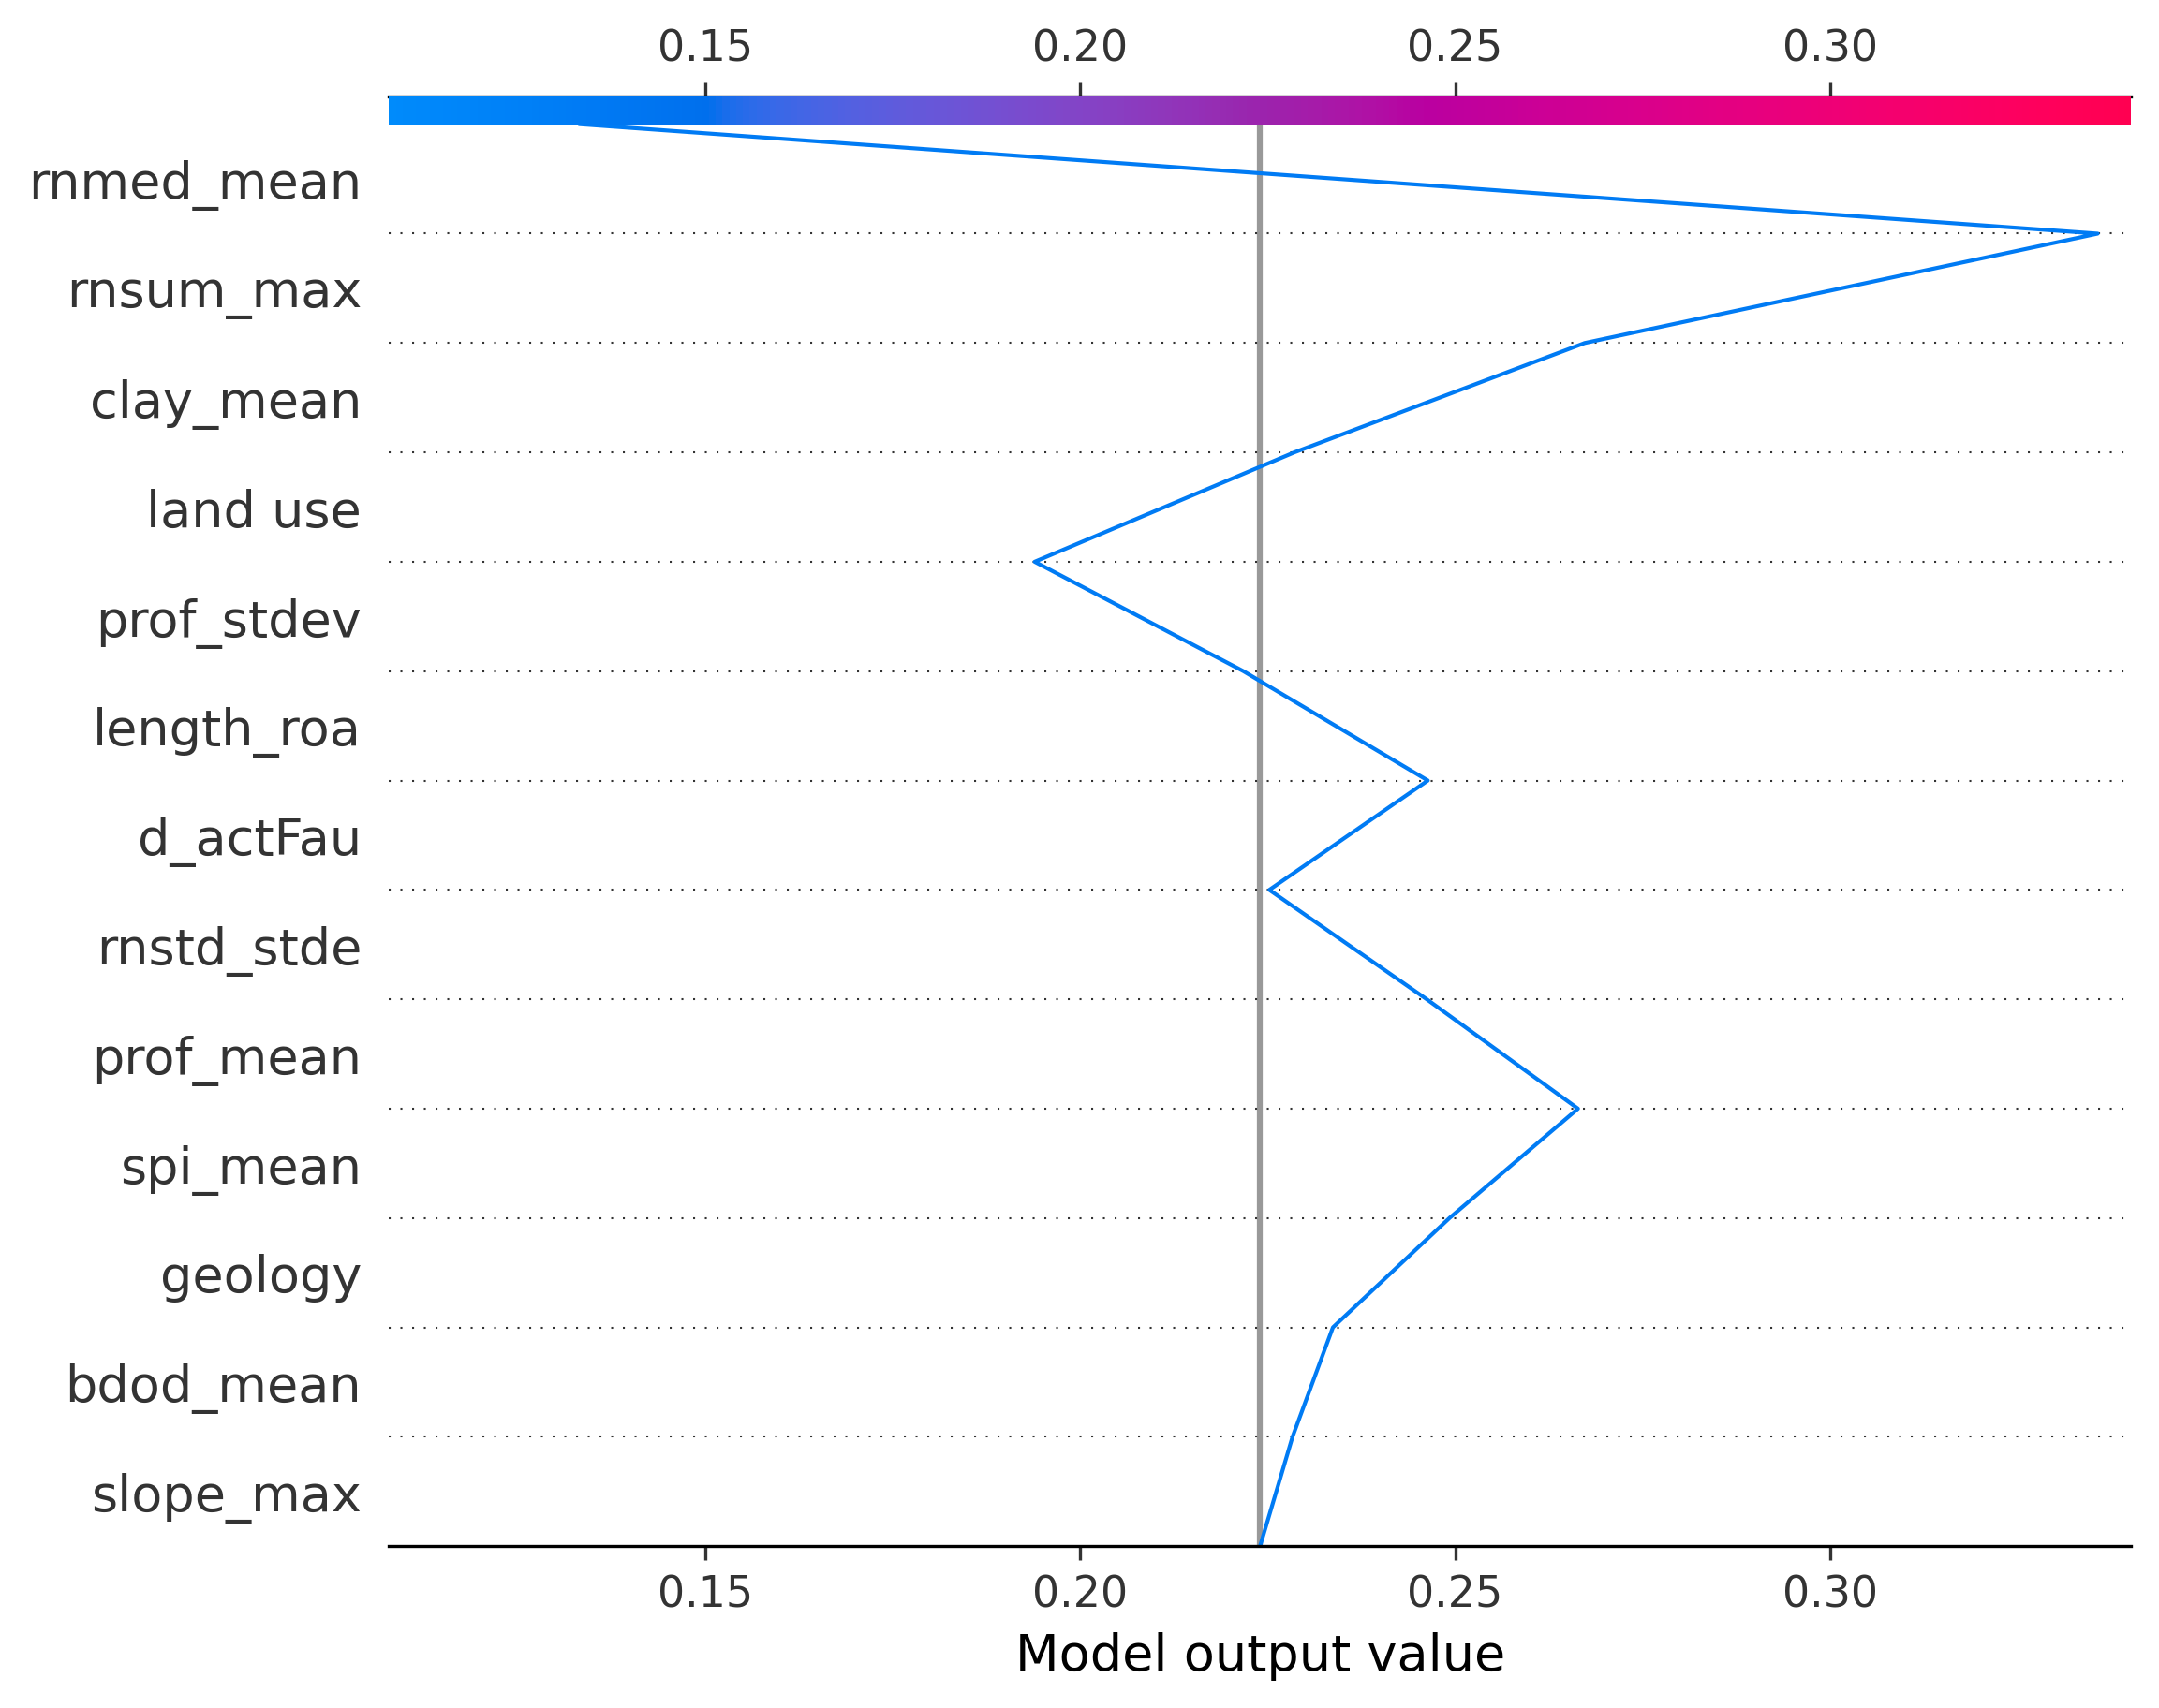 0.15 0.20 0.25 0.30
rnmed_mean
rnsum_max
clay_mean
land use
prof_stdev
length_roa
d_actFau
rnstd_stde
prof_mean
spi_mean
geology
bdod_mean
slope_max
0.15 0.20 0.25 0.30
Model output value